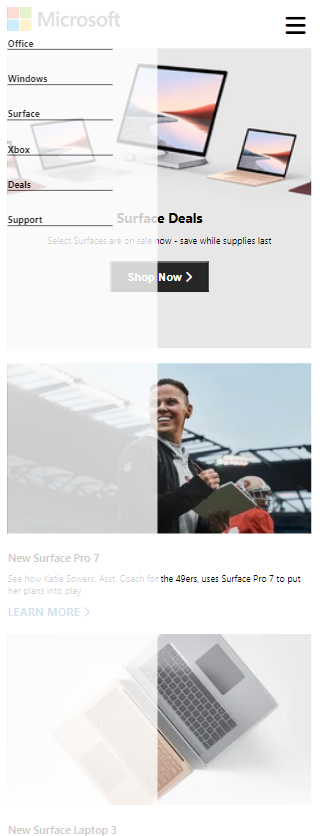 Microsoft
Office
Windows
Surface
Xbox
Deals
Support
Surface Deals
Select Surfaces are on sale now - save while supplies last
Shop Now
New Surface Pro 7
See how Katie Sowers, Asst. Coach for the 49ers, uses Surface Pro 7 to put
her plans into play.
LEARN MORE
New Surface Laptop 3